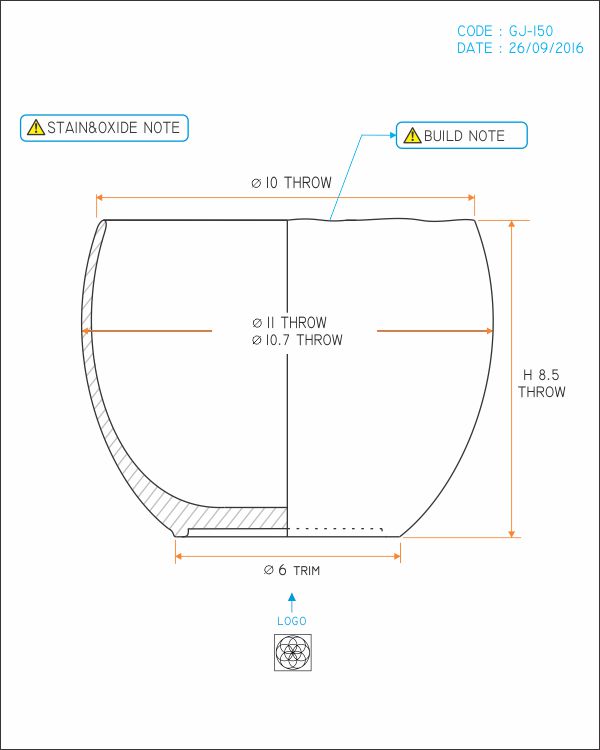 CODE : GJ-150
DATE : 26/09/2016
STAIN&OXIDE NOTE
BUILD NOTE
⌀ 10 THROW
⌀ 11 THROW
⌀ 10.7 THROW
H 8.5
THROW
⌀ 6 TRIM
LOGO